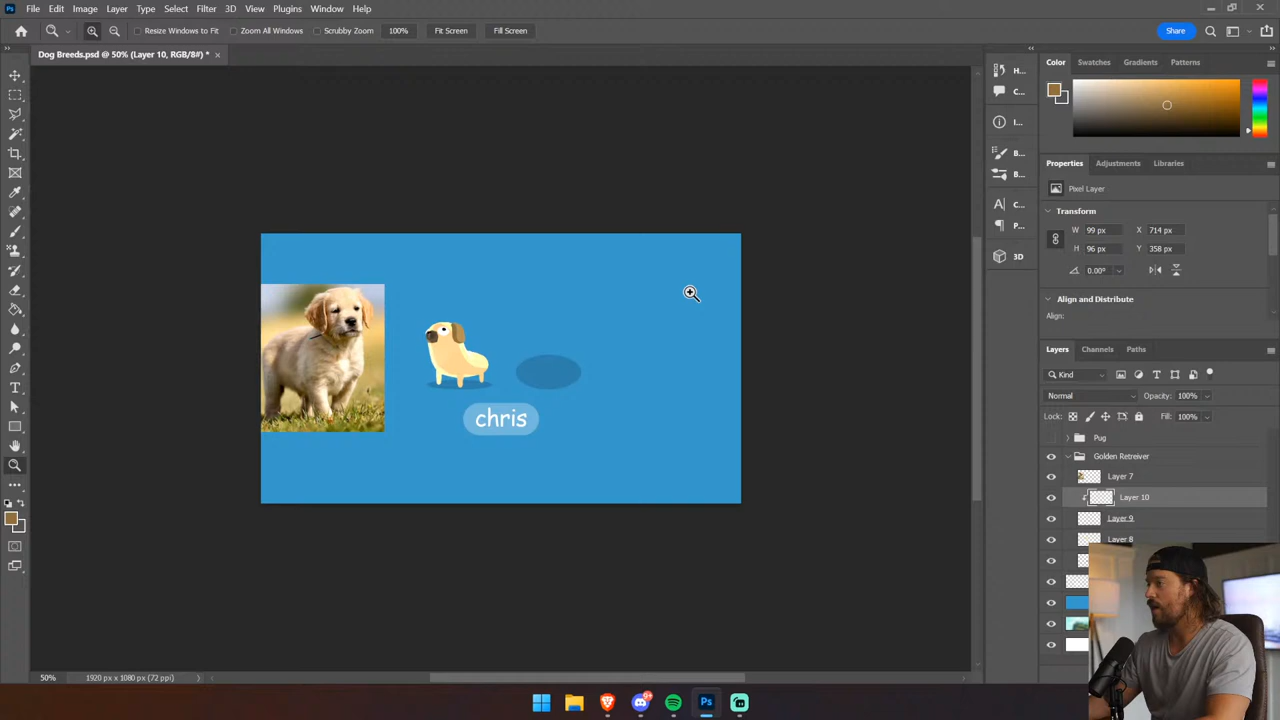 Ps File Edit Image Layer Type Select Filter 3D View Plugins Window Help
Resize Windows to Fit Zoom All Windows Scrubby Zoom 100% Fit Screen Fill Screen Share
Dog Breeds.psd @ 50% (Layer 10, RGB/8#) * ×
H... Color Swatches Gradients Patterns
C...
I...
B... Properties Adjustments Libraries
B... Pixel Layer
C... Transform
P... W 99 px X 714 px
H 96 px Y 358 px
3D
0.00°
Align and Distribute
Align:
Layers Channels Paths
Kind
Normal Opacity: 100%
Lock: Fill: 100%
chris
Pug
Golden Retreiver
Layer 7
Layer 10
Layer 9
Layer 8
50% 1920 px x 1080 px (72 ppi)
Ps